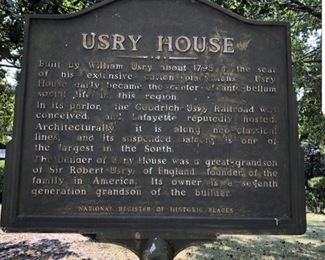 USRY HOUSE
Built by William Usry about 1795, the seat
of his extensive cotton plantations. Usry
House early became the center of antebellum
social life in this region.
In its parlor, the Goodrich Usry Railroad was
conceived and Lafayette reputedly hosted.
Architecturally it is along neo-classical
lines, and its suspended balcony is one of
the largest in the South.
The builder of Usry House was a great-grandson
of Sir Robert Usry, of England, founder of the
family in America. Its owner is a seventh
generation grandson of the builder.
NATIONAL REGISTER OF HISTORIC PLACES